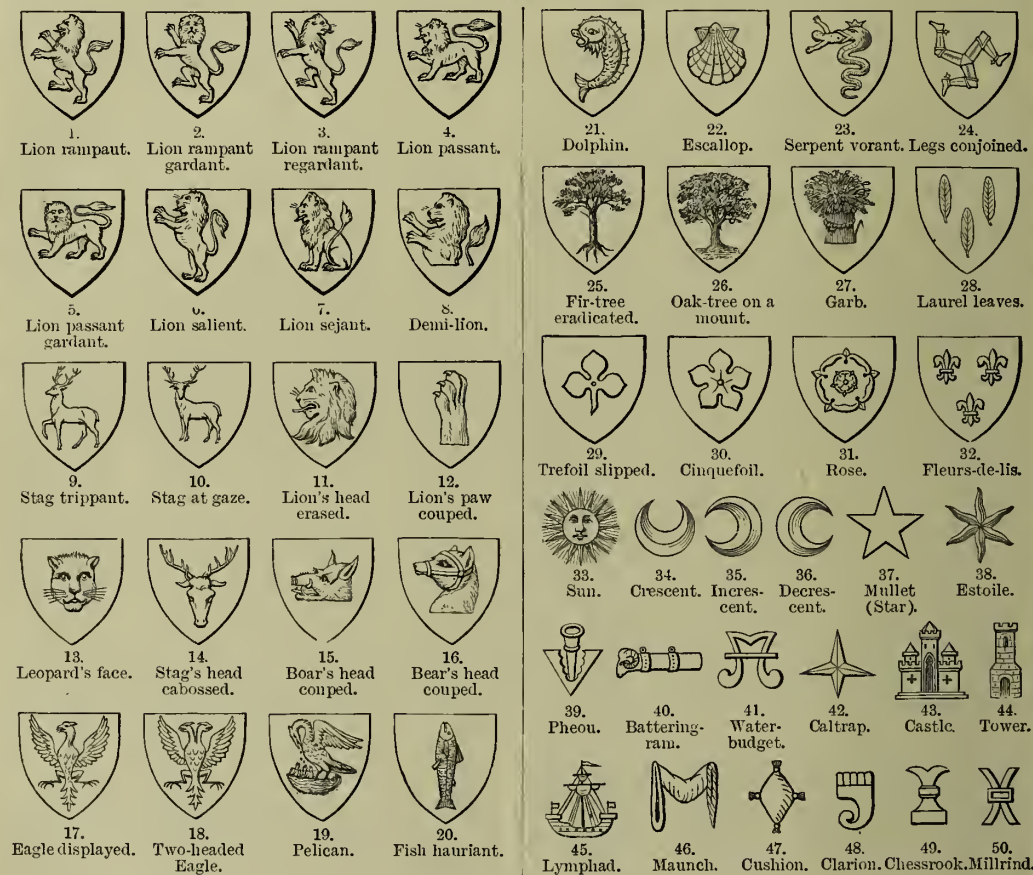 1.
Lion rampaut.
2.
Lion rampant
gardant.
3.
Lion rampant
regardant.
4.
Lion passant.
5.
Lion passant
gardant.
6.
Lion salient.
7.
Lion sejant.
8.
Demi-lion.
9.
Stag trippant.
10.
Stag at gaze.
11.
Lion's head
erased.
12.
Lion's paw
couped.
13.
Leopard's face.
14.
Stag's head
cabossed.
15.
Boar's head
couped.
16.
Bear's head
couped.
17.
Eagle displayed.
18.
Two-headed
Eagle.
19.
Pelican.
20.
Fish hauriant.
21.
Dolphin.
22.
Escallop.
23.
Serpent vorant.
24.
Legs conjoined.
25.
Fir-tree
eradicated.
26.
Oak-tree on a
mount.
27.
Garb.
28.
Laurel leaves.
29.
Trefoil slipped.
30.
Cinquefoil.
31.
Rose.
32.
Fleurs-de-lis.
33.
Sun.
34.
Crescent.
35.
Incres-
cent.
36.
Decres-
cent.
37.
Mullet
(Star).
38.
Estoile.
39.
Pheou.
40.
Battering-
ram.
41.
Water-
budget.
42.
Caltrap.
43.
Castle.
44.
Tower.
45.
Lymphad.
46.
Maunch.
47.
Cushion.
48.
Clarion.
49.
Chessrook.
50.
Millrind.